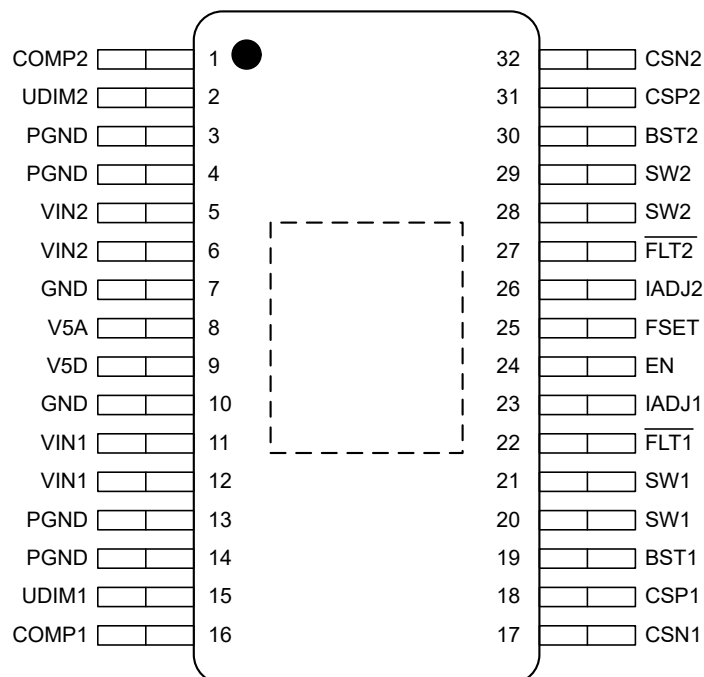 COMP2 1 32 CSN2
UDIM2 2 31 CSP2
PGND 3 30 BST2
PGND 4 29 SW2
VIN2 5 28 SW2
VIN2 6 27 FLT2
GND 7 26 IADJ2
V5A 8 25 FSET
V5D 9 24 EN
GND 10 23 IADJ1
VIN1 11 22 FLT1
VIN1 12 21 SW1
PGND 13 20 SW1
PGND 14 19 BST1
UDIM1 15 18 CSP1
COMP1 16 17 CSN1